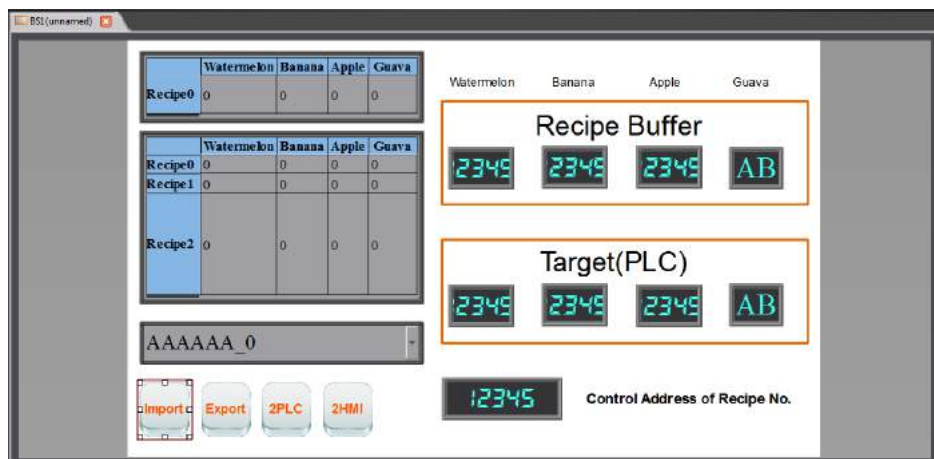 BS1(unnamed)
Watermelon Banana Apple Guava
Recipe0 0 0 0 0
Watermelon Banana Apple Guava
Recipe0 0 0 0 0
Recipe1 0 0 0 0
Recipe2 0 0 0 0
AAAAAA_0
Import Export 2PLC 2HMI
Watermelon Banana Apple Guava
Recipe Buffer
12345 2345 2345 AB
Target(PLC)
12345 2345 2345 AB
12345 Control Address of Recipe No.